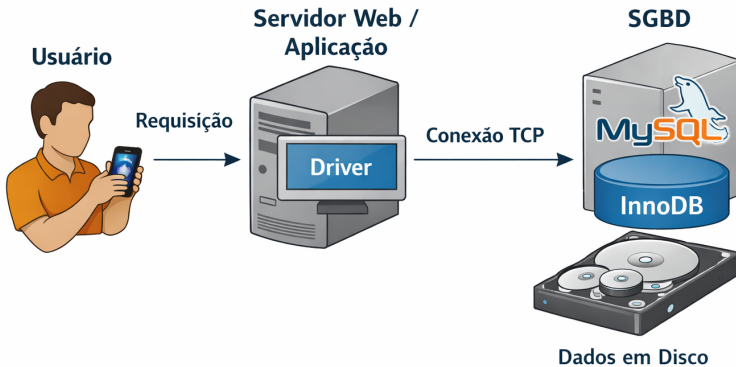 Usuário
Requisição
Servidor Web /
Aplicação
Driver
Conexão TCP
SGBD
MySQL
InnoDB
Dados em Disco